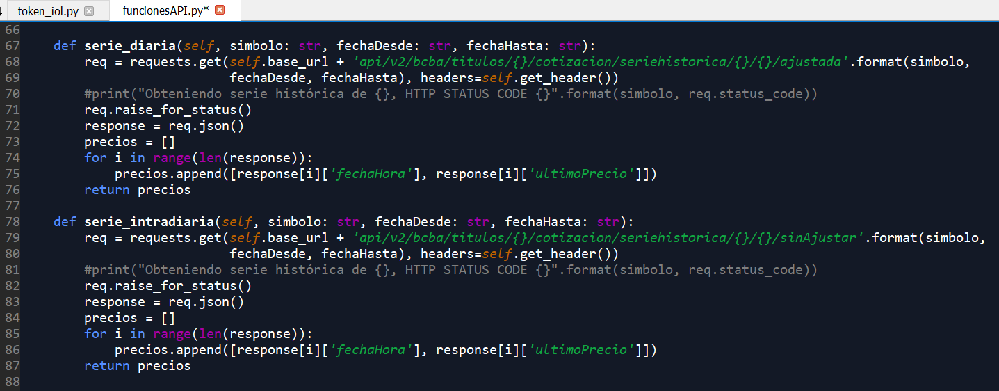 token_iol.py
funcionesAPI.py*
66
67 def serie_diaria(self, simbolo: str, fechaDesde: str, fechaHasta: str):
68 req = requests.get(self.base_url + 'api/v2/bcba/titulos/{}/cotizacion/seriehistorica/{}/{}/ajustada'.format(simbolo,
69 fechaDesde, fechaHasta), headers=self.get_header())
70 #print("Obteniendo serie histórica de {}, HTTP STATUS CODE {}".format(simbolo, req.status_code))
71 req.raise_for_status()
72 response = req.json()
73 precios = []
74 for i in range(len(response)):
75 precios.append([response[i]['fechaHora'], response[i]['ultimoPrecio']])
76 return precios
77
78 def serie_intradiaria(self, simbolo: str, fechaDesde: str, fechaHasta: str):
79 req = requests.get(self.base_url + 'api/v2/bcba/titulos/{}/cotizacion/seriehistorica/{}/{}/sinAjustar'.format(simbolo,
80 fechaDesde, fechaHasta), headers=self.get_header())
81 #print("Obteniendo serie histórica de {}, HTTP STATUS CODE {}".format(simbolo, req.status_code))
82 req.raise_for_status()
83 response = req.json()
84 precios = []
85 for i in range(len(response)):
86 precios.append([response[i]['fechaHora'], response[i]['ultimoPrecio']])
87 return precios
88